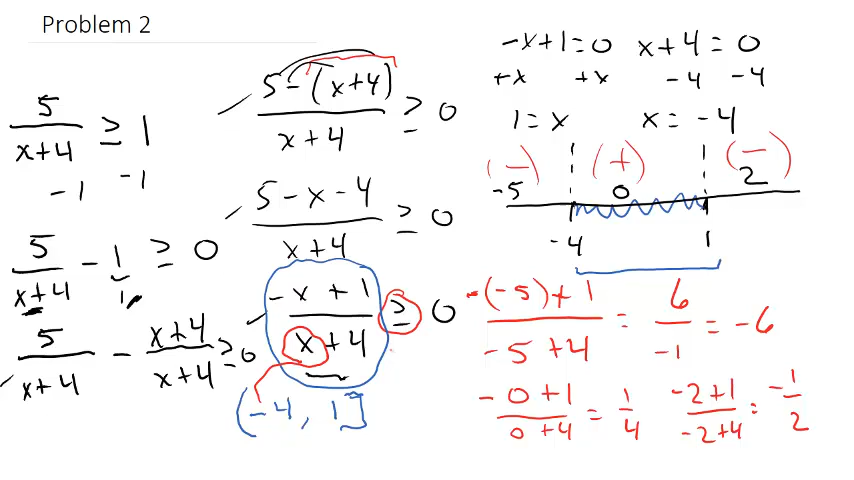 Problem 2
5/(x+4) ≥ 1
-1 -1
5/(x+4) - 1/1 ≥ 0
5/(x+4) - (x+4)/(x+4) ≥ 0
(5-(x+4))/(x+4) ≥ 0
(5-x-4)/(x+4) ≥ 0
(-x+1)/(x+4) ≥ 0
(-4, 1]
-x+1=0 x+4=0
+x +x -4 -4
1=x x=-4
(-) (+) (-)
-5 0 2
-4 1
(-(-5)+1)/(-5+4) = 6/-1 = -6
(-0+1)/(0+4) = 1/4 (-2+1)/(-2+4) = -1/2